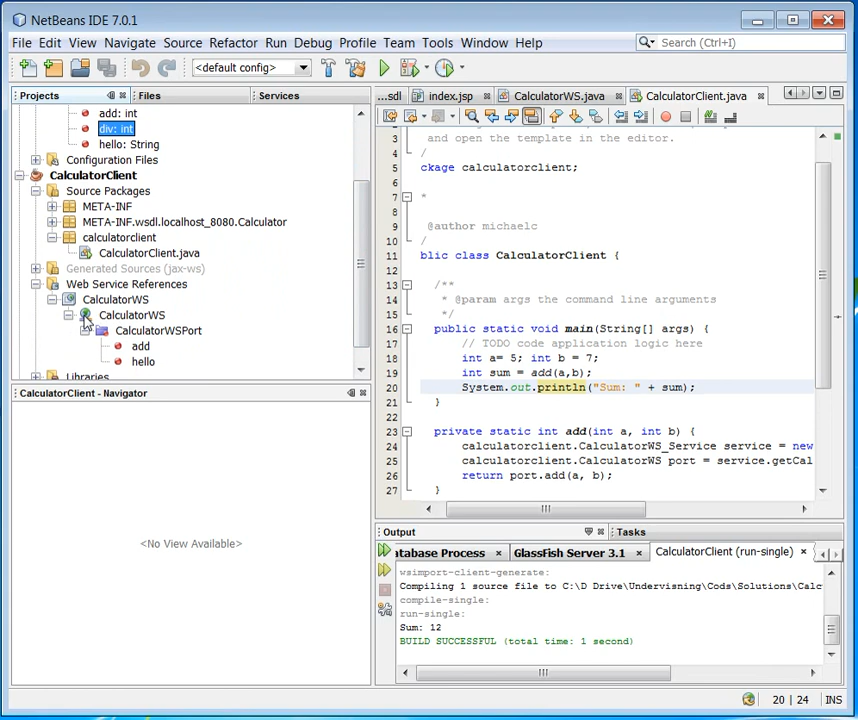 NetBeans IDE 7.0.1
File Edit View Navigate Source Refactor Run Debug Profile Team Tools Window Help
Search (Ctrl+I)
<default config>
Projects Files Services
add: int
div: int
hello: String
Configuration Files
CalculatorClient
Source Packages
META-INF
META-INF.wsdl.localhost_8080.Calculator
calculatorclient
CalculatorClient.java
Generated Sources (jax-ws)
Web Service References
CalculatorWS
CalculatorWS
CalculatorWSPort
add
hello
Libraries
CalculatorClient - Navigator
<No View Available>
...sdl index.jsp CalculatorWS.java CalculatorClient.java
3 and open the template in the editor.
4 /
5 ckage calculatorclient;
6
7 *
8
9 @author michaelc
10 /
11 blic class CalculatorClient {
12
13 /**
14 * @param args the command line arguments
15 */
16 public static void main(String[] args) {
17 // TODO code application logic here
18 int a= 5; int b = 7;
19 int sum = add(a,b);
20 System.out.println("Sum: " + sum);
21 }
22
23 private static int add(int a, int b) {
24 calculatorclient.CalculatorWS_Service service = new
25 calculatorclient.CalculatorWS port = service.getCal
26 return port.add(a, b);
27 }
Output Tasks
atabase Process GlassFish Server 3.1 CalculatorClient (run-single)
wsimport-client-generate:
Compiling 1 source file to C:\D Drive\Undervisning\Cods\Solutions\Calc
compile-single:
run-single:
Sum: 12
BUILD SUCCESSFUL (total time: 1 second)
20 | 24 INS